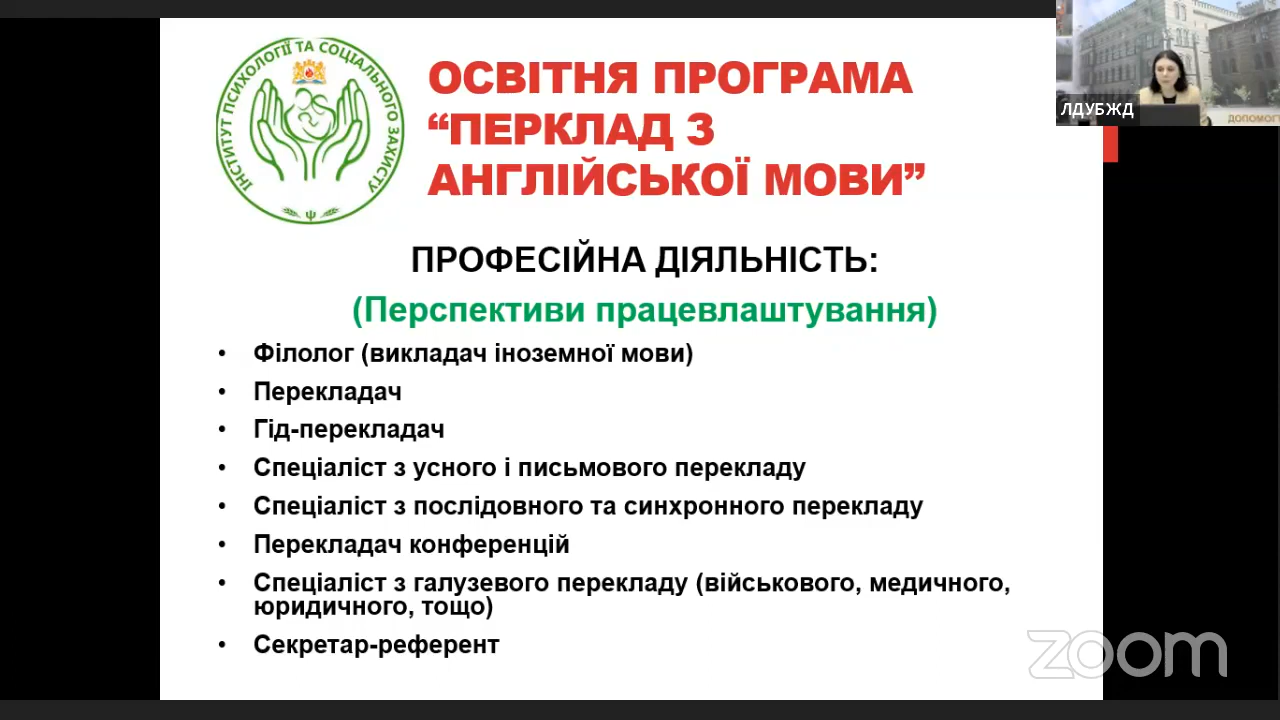 ІНСТИТУТ ПСИХОЛОГІЇ ТА СОЦІАЛЬНОГО ЗАХИСТУ
ОСВІТНЯ ПРОГРАМА
“ПЕРКЛАД З
АНГЛІЙСЬКОЇ МОВИ”
ЛДУБЖД
ДОПОМОГ
ПРОФЕСІЙНА ДІЯЛЬНІСТЬ:
(Перспективи працевлаштування)
• Філолог (викладач іноземної мови)
• Перекладач
• Гід-перекладач
• Спеціаліст з усного і письмового перекладу
• Спеціаліст з послідовного та синхронного перекладу
• Перекладач конференцій
• Спеціаліст з галузевого перекладу (військового, медичного,
юридичного, тощо)
• Секретар-референт
zoom